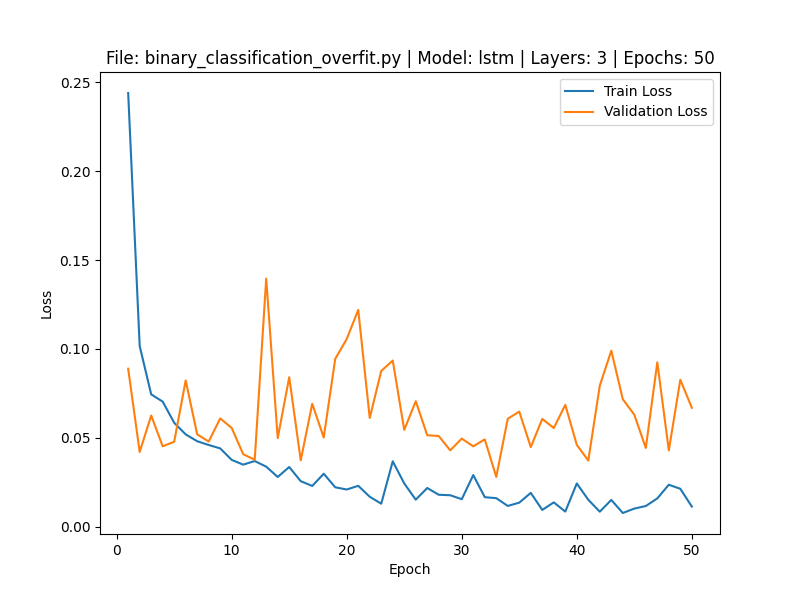 File: binary_classification_overfit.py | Model: lstm | Layers: 3 | Epochs: 50
Train Loss
Validation Loss
0.25
0.20
0.15
0.10
0.05
0.00
Loss
0
10
20
30
40
50
Epoch